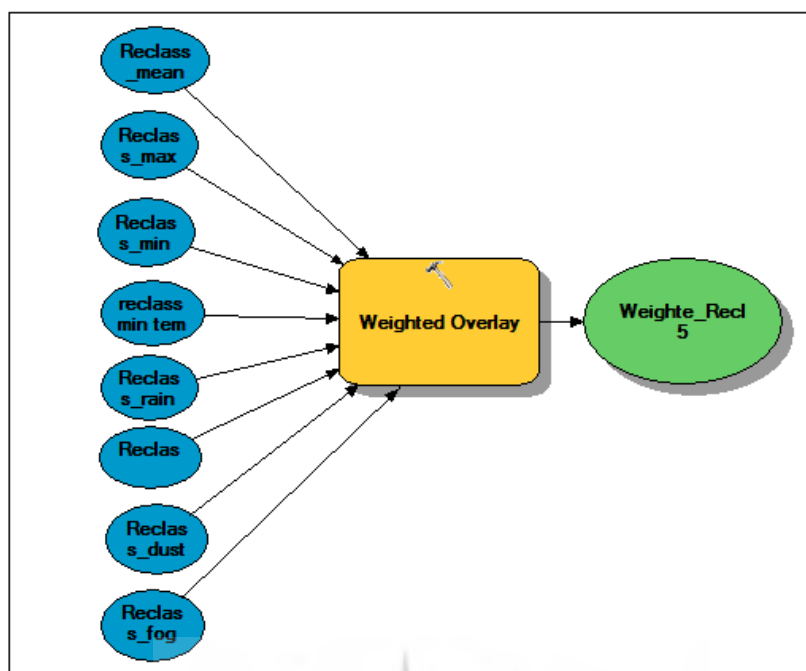 Reclass
_mean
Reclas
s_max
Reclas
s_min
reclass
min tem
Reclas
s_rain
Reclas
Reclas
s_dust
Reclas
s_fog
Weighted Overlay
Weighte_Recl
5